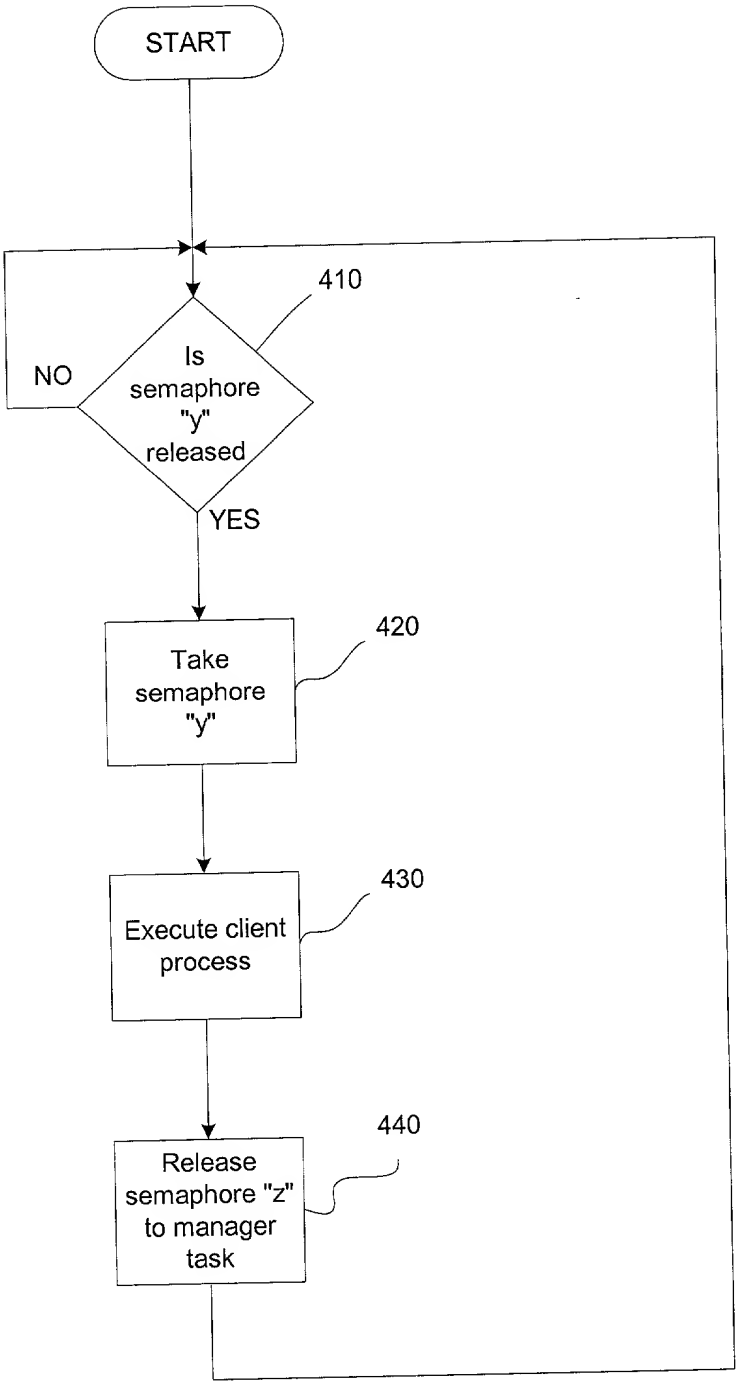 START
410
Is
semaphore
"y"
released
NO
YES
420
Take
semaphore
"y"
430
Execute client
process
440
Release
semaphore "z"
to manager
task